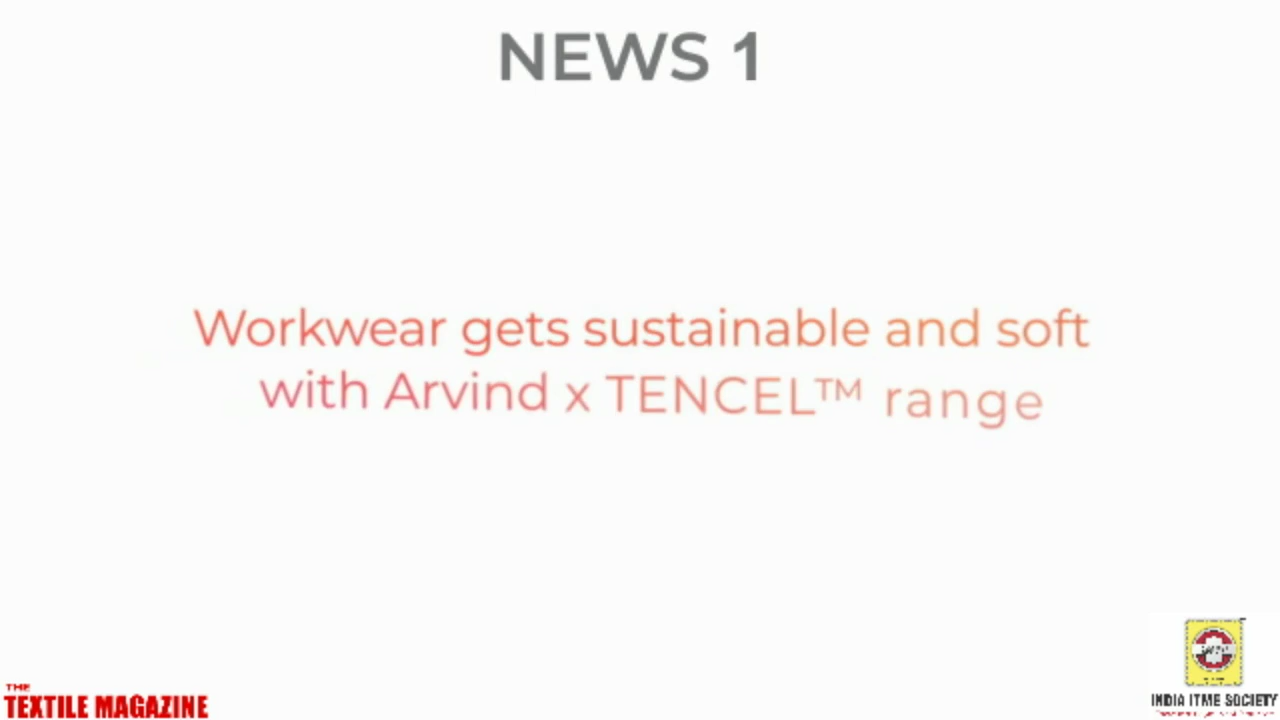 NEWS 1
Workwear gets sustainable and soft
with Arvind x TENCEL™ range
THE
TEXTILE MAGAZINE
INDIA ITME SOCIETY